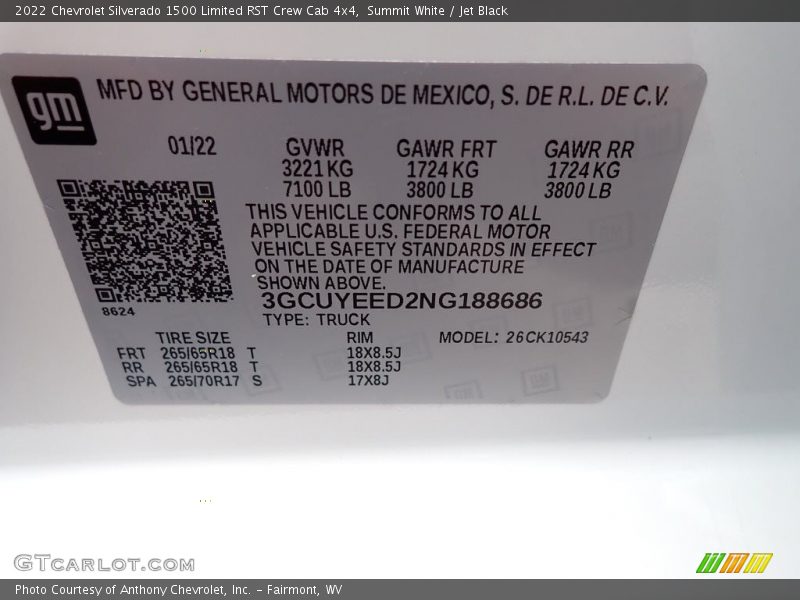 2022 Chevrolet Silverado 1500 Limited RST Crew Cab 4x4, Summit White / Jet Black
gm
MFD BY GENERAL MOTORS DE MEXICO, S. DE R.L. DE C.V.
01/22 GVWR GAWR FRT GAWR RR
3221 KG 1724 KG 1724 KG
7100 LB 3800 LB 3800 LB
THIS VEHICLE CONFORMS TO ALL
APPLICABLE U.S. FEDERAL MOTOR
VEHICLE SAFETY STANDARDS IN EFFECT
ON THE DATE OF MANUFACTURE
SHOWN ABOVE.
8624 3GCUYEED2NG188686
TYPE: TRUCK
TIRE SIZE RIM MODEL: 26CK10543
FRT 265/65R18 T 18X8.5J
RR 265/65R18 T 18X8.5J
SPA 265/70R17 S 17X8J
GTCARLOT.COM
Photo Courtesy of Anthony Chevrolet, Inc. – Fairmont, WV